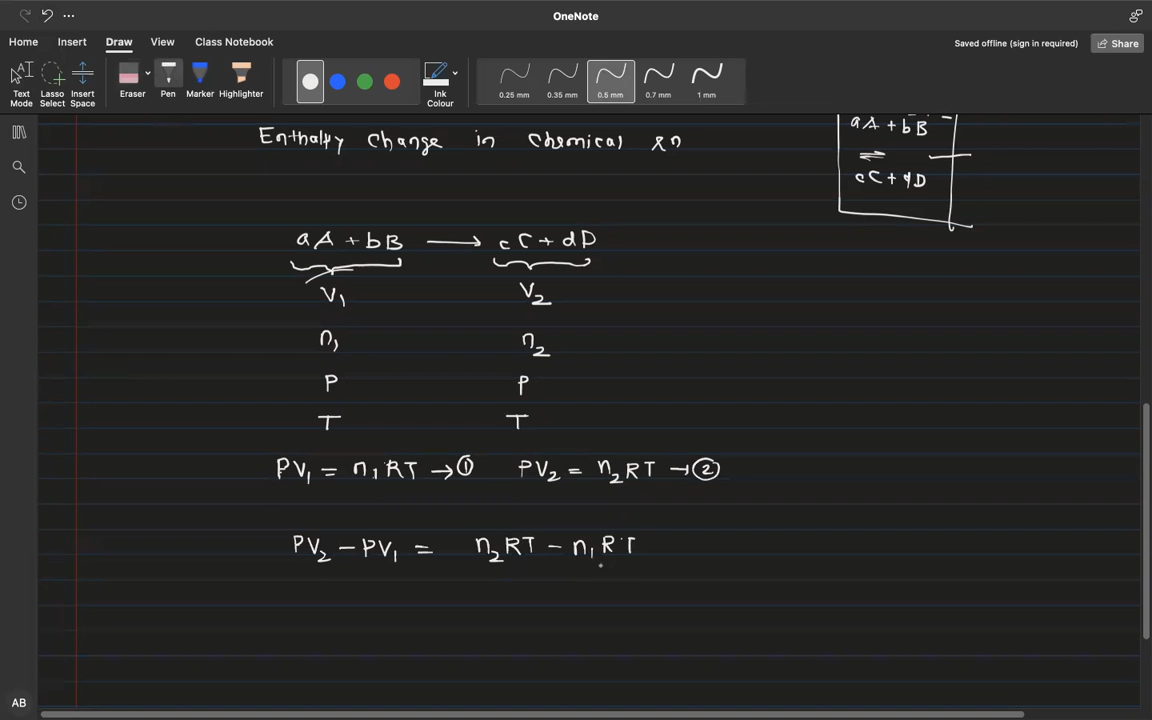 OneNote
Home Insert Draw View Class Notebook
Saved offline (sign in required) Share
Text Mode Lasso Select Insert Space Eraser Pen Marker Highlighter Ink Colour 0.25 mm 0.35 mm 0.5 mm 0.7 mm 1 mm
aA + bB
⇌
cC + dD
Enthalpy change in chemical rn
aA + bB ⟶ cC + dD
V₁ V₂
n₁ n₂
P P
T T
PV₁ = n₁RT → ① PV₂ = n₂RT → ②
PV₂ − PV₁ = n₂RT − n₁RT
AB